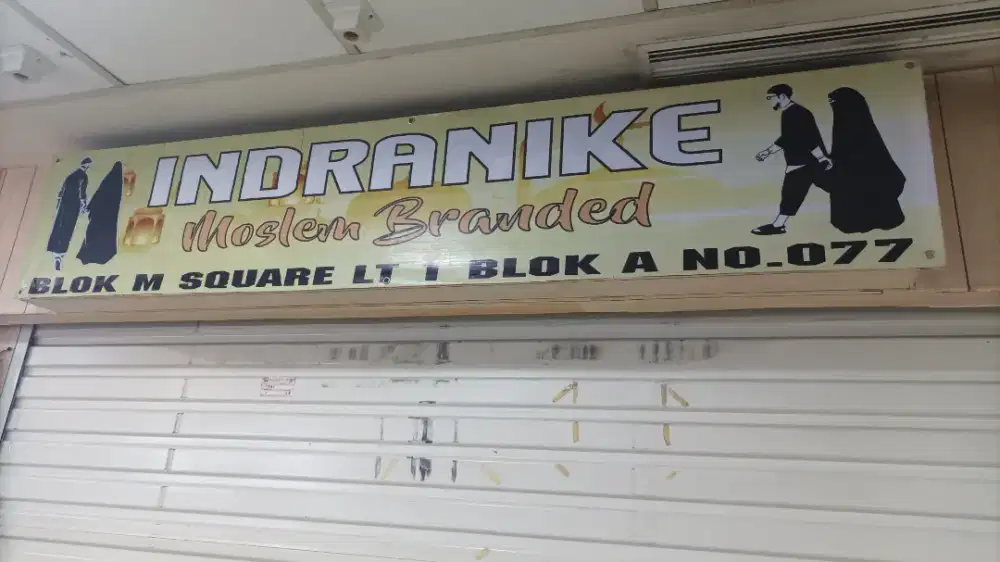 INDRANIKE
Moslem Branded
BLOK M SQUARE LT 1 BLOK A NO.077